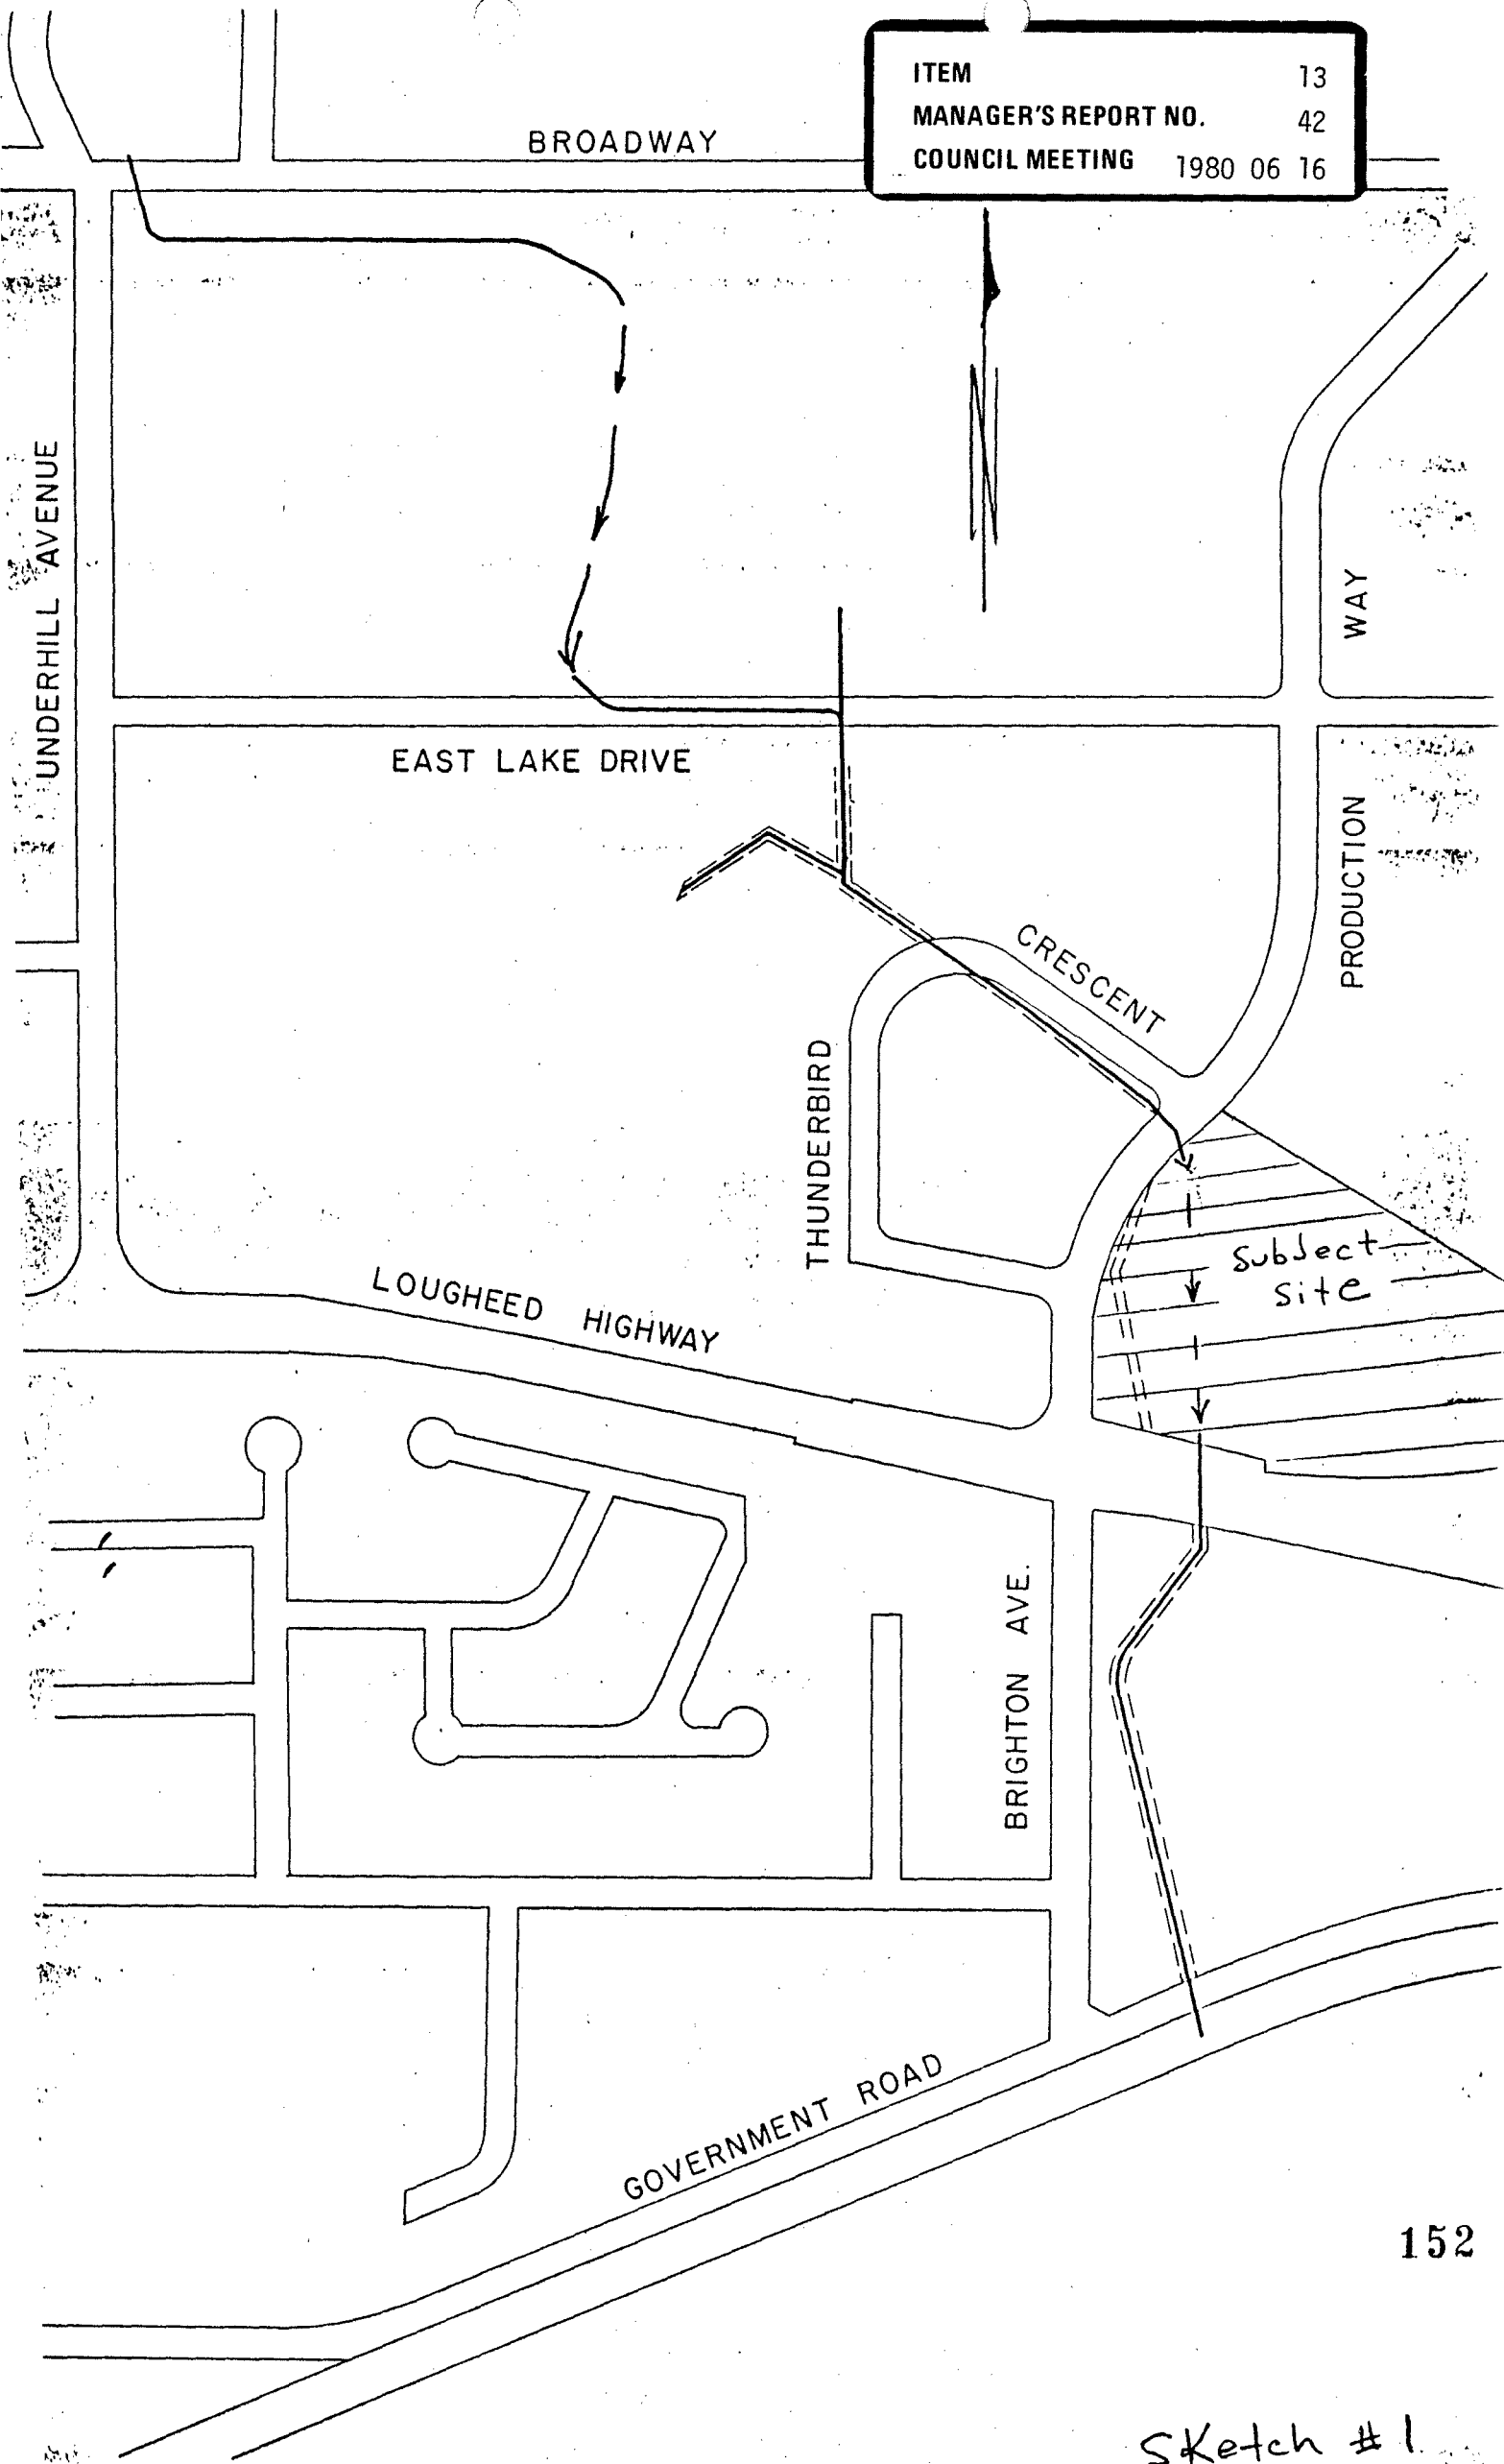 ITEM 13
MANAGER'S REPORT NO. 42
COUNCIL MEETING 1980 06 16
BROADWAY
N
UNDERHILL AVENUE
WAY
EAST LAKE DRIVE
PRODUCTION
CRESCENT
THUNDERBIRD
Subject
Site
LOUGHEED HIGHWAY
BRIGHTON AVE.
GOVERNMENT ROAD
152
Sketch #1